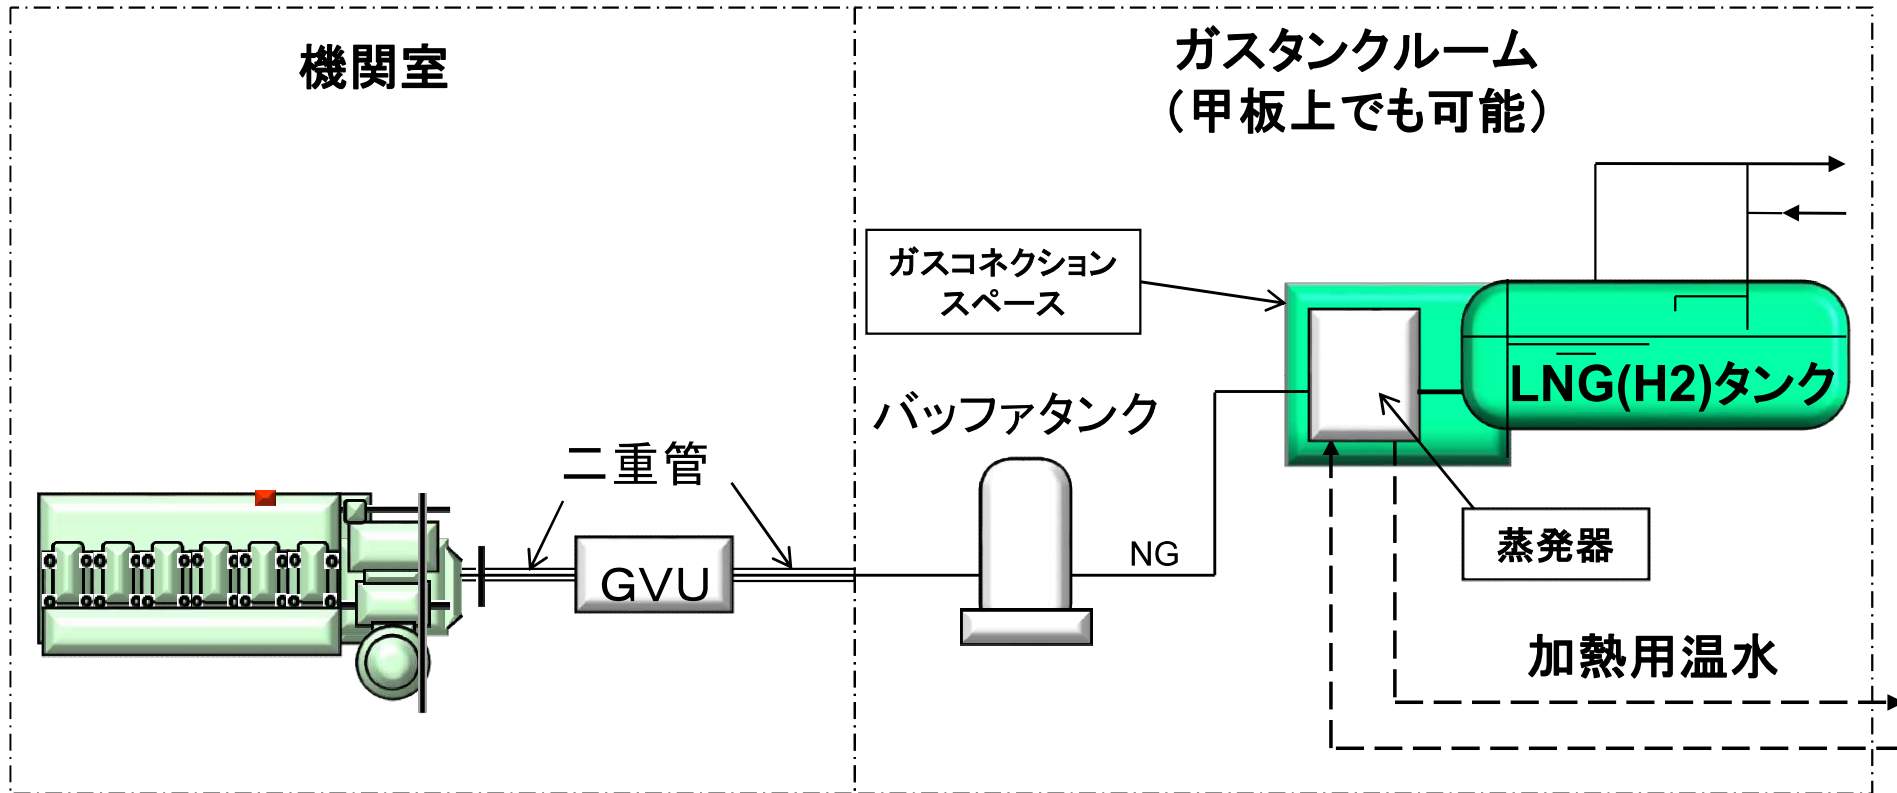 機関室
ガスタンクルーム
（甲板上でも可能）
ガスコネクション
スペース
LNG(H2)タンク
バッファタンク
二重管
GVU
NG
蒸発器
加熱用温水